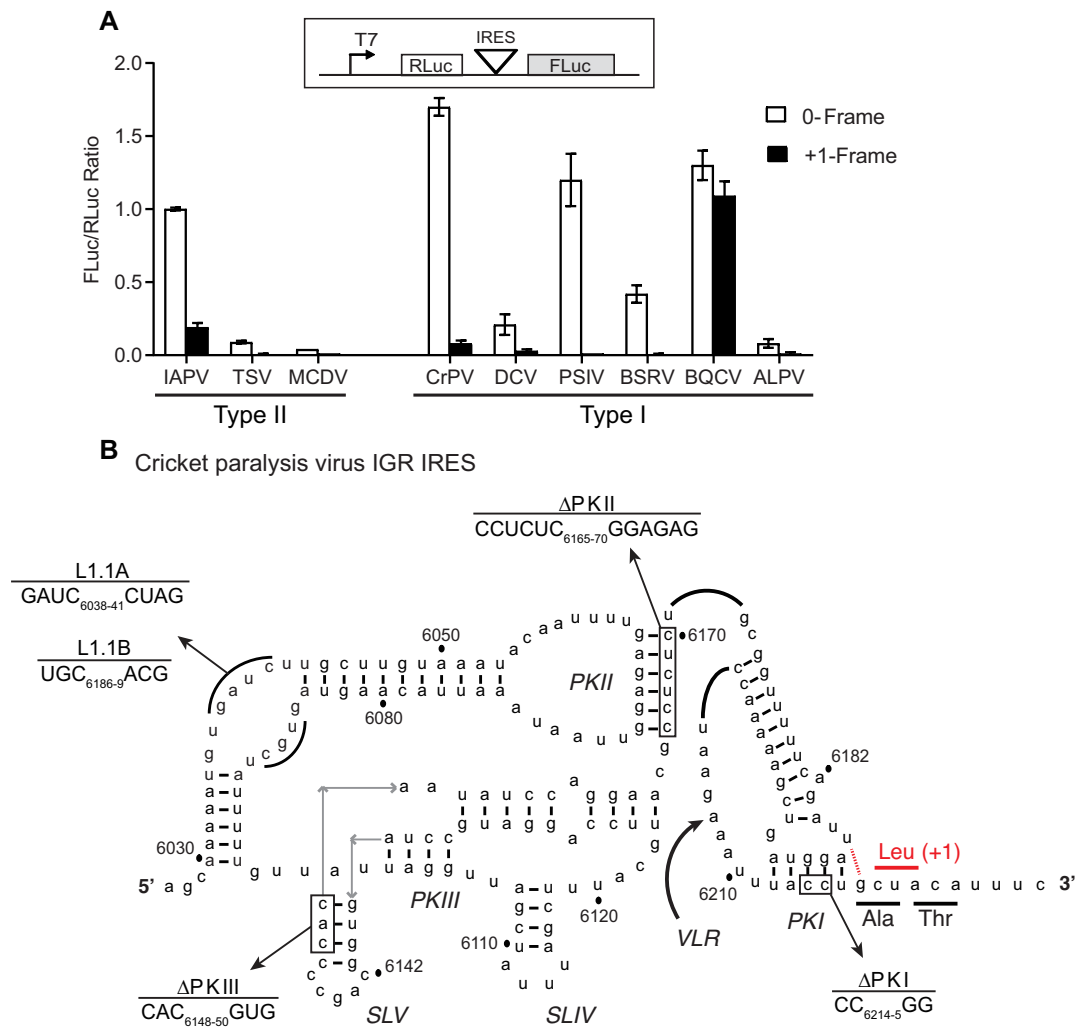 A
T7
RLuc
IRES
FLuc
2.0
1.5
1.0
0.5
0.0
FLuc/RLuc Ratio
0-Frame
+1-Frame
IAPV TSV MCDV CrPV DCV PSIV BSRV BQCV ALPV
Type II
Type I
B Cricket paralysis virus IGR IRES
ΔPKII
CCUCUC6165-70GGAGAG
L1.1A
GAUC6038-41CUAG
L1.1B
UGC6186-9ACG
6050
6080
PKII
6170
6182
6030
5’
a g c
PKIII
6142
SLV
6110
6120
SLIV
VLR
6210
PKI
Leu (+1)
u u u a c c u g c u a c a u u u c
3’
Ala
Thr
ΔPKIII
CAC6148-50GUG
ΔPKI
CC6214-5GG